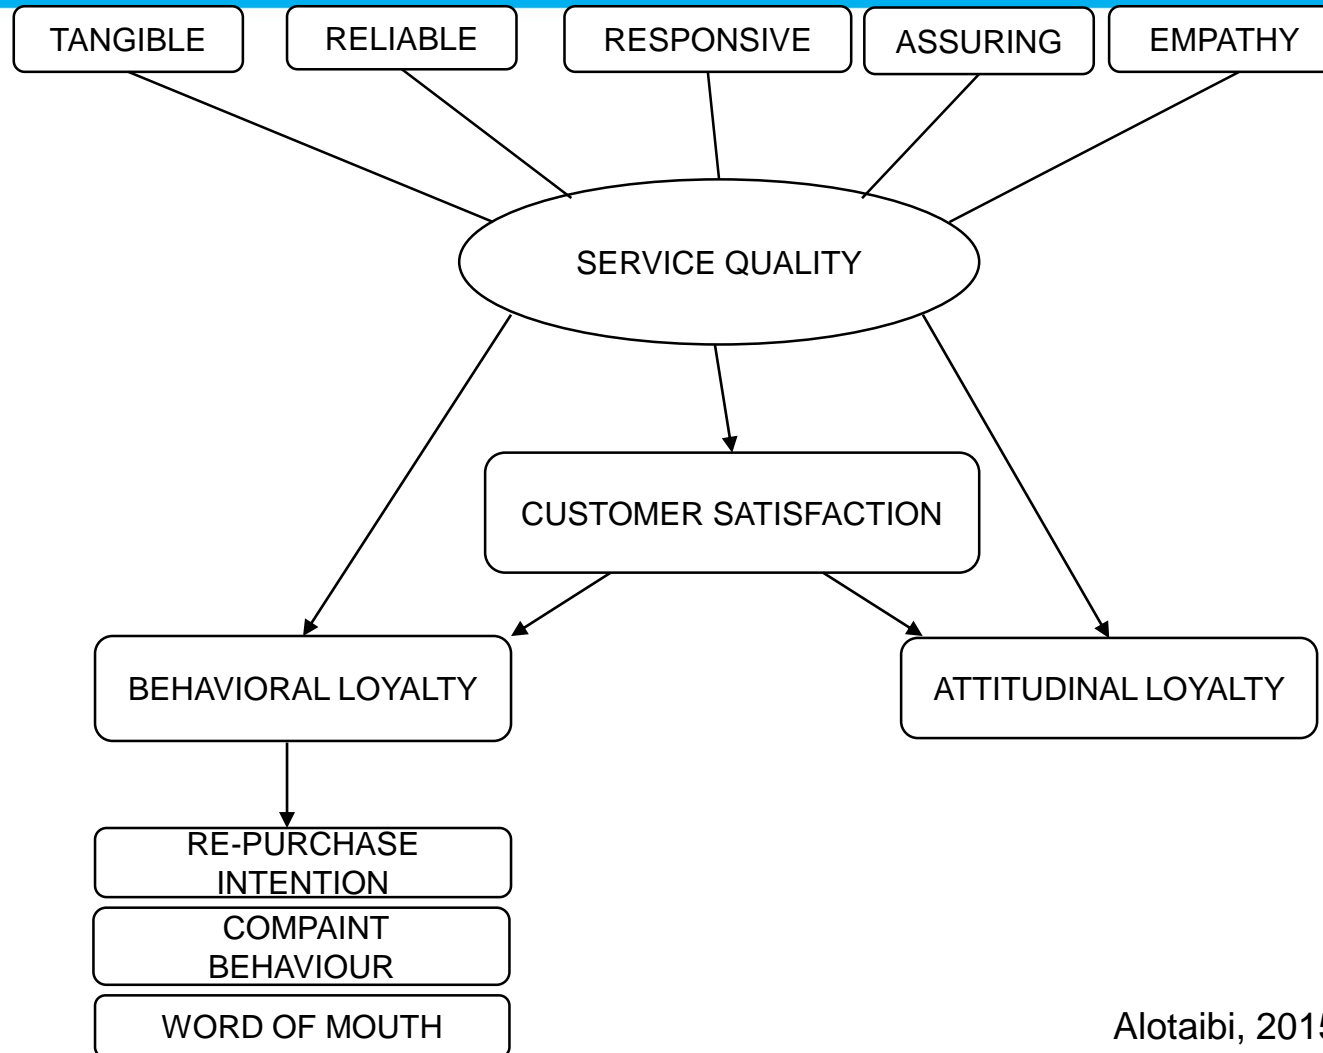 TANGIBLE
RELIABLE
RESPONSIVE
ASSURING
EMPATHY
SERVICE QUALITY
CUSTOMER SATISFACTION
BEHAVIORAL LOYALTY
ATTITUDINAL LOYALTY
RE-PURCHASE
INTENTION
COMPAINT
BEHAVIOUR
WORD OF MOUTH
Alotaibi, 2015